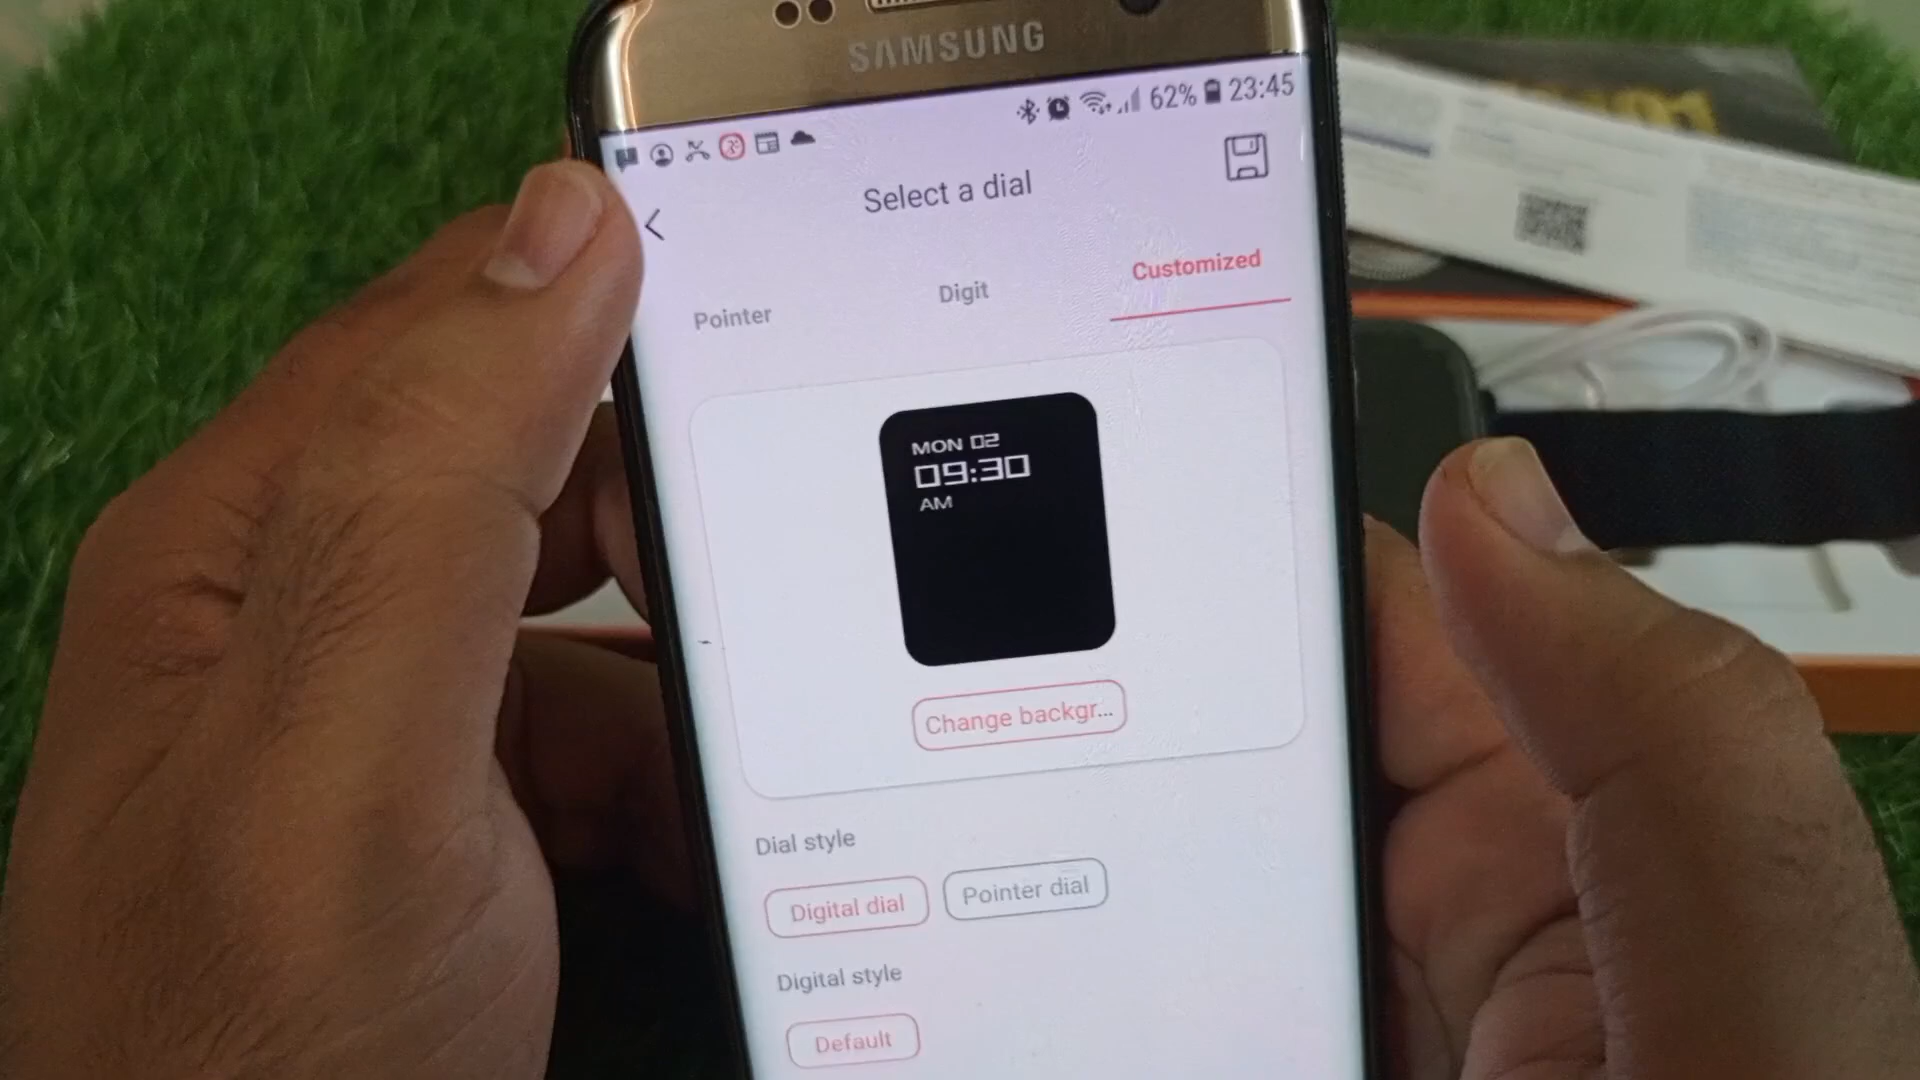 SAMSUNG
62% 23:45
Select a dial
Pointer
Digit
Customized
MON 02
09:30
AM
Change backgr...
Dial style
Digital dial
Pointer dial
Digital style
Default